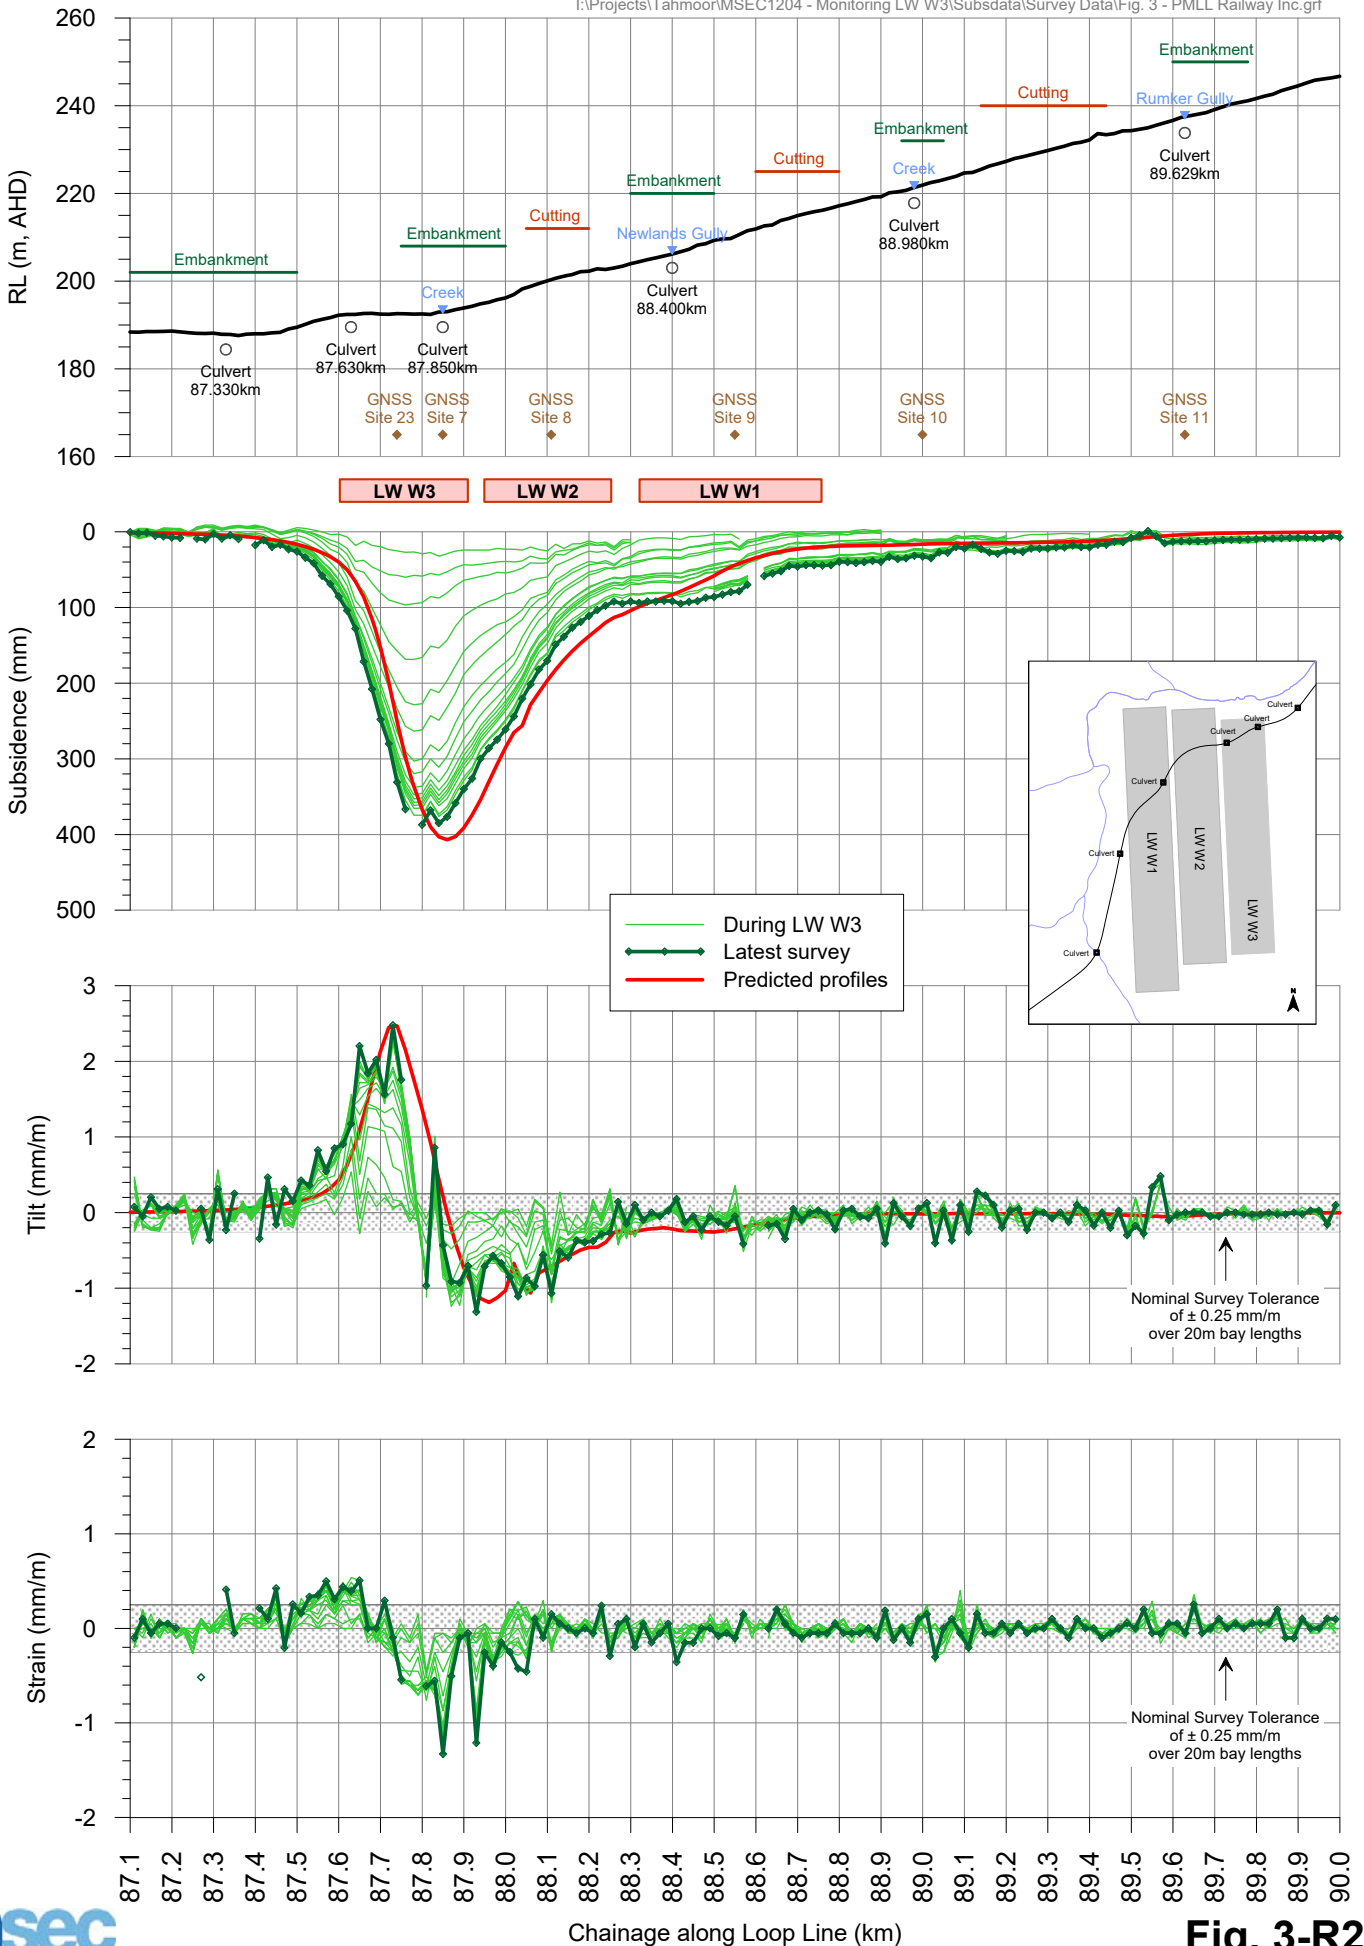 I:\Projects\Tahmoor\MSEC1204 - Monitoring LW W3\Subsdata\Survey Data\Fig. 3 - PMLL Railway Inc.grf
RL (m, AHD)
260
240
220
200
180
160
Embankment
Embankment
Cutting
Embankment
Cutting
Embankment
Cutting
Embankment
Creek
Newlands Gully
Creek
Rumker Gully
Culvert
87.330km
Culvert
87.630km
Culvert
87.850km
Culvert
88.400km
Culvert
88.980km
Culvert
89.629km
GNSS
Site 23
GNSS
Site 7
GNSS
Site 8
GNSS
Site 9
GNSS
Site 10
GNSS
Site 11
LW W3
LW W2
LW W1
Subsidence (mm)
0
100
200
300
400
500
Culvert
Culvert
Culvert
Culvert
Culvert
Culvert
LW W1
LW W2
LW W3
N
During LW W3
Latest survey
Predicted profiles
Tilt (mm/m)
3
2
1
0
-1
-2
Nominal Survey Tolerance
of ± 0.25 mm/m
over 20m bay lengths
Strain (mm/m)
2
1
0
-1
-2
Nominal Survey Tolerance
of ± 0.25 mm/m
over 20m bay lengths
87.1
87.2
87.3
87.4
87.5
87.6
87.7
87.8
87.9
88.0
88.1
88.2
88.3
88.4
88.5
88.6
88.7
88.8
88.9
89.0
89.1
89.2
89.3
89.4
89.5
89.6
89.7
89.8
89.9
90.0
Chainage along Loop Line (km)
sec
Fig. 3-R2